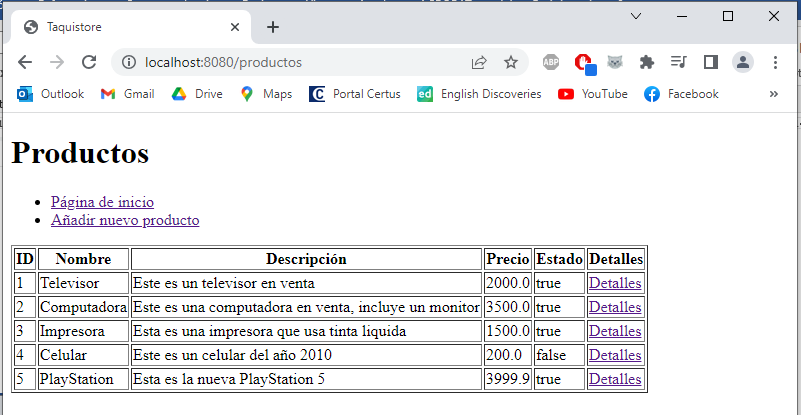 Taquistore
localhost:8080/productos
ABP
Outlook Gmail Drive Maps Portal Certus English Discoveries YouTube Facebook »
Productos
Página de inicio
Añadir nuevo producto
ID Nombre Descripción Precio Estado Detalles
1 Televisor Este es un televisor en venta 2000.0 true Detalles
2 Computadora Este es una computadora en venta, incluye un monitor 3500.0 true Detalles
3 Impresora Esta es una impresora que usa tinta liquida 1500.0 true Detalles
4 Celular Este es un celular del año 2010 200.0 false Detalles
5 PlayStation Esta es la nueva PlayStation 5 3999.9 true Detalles